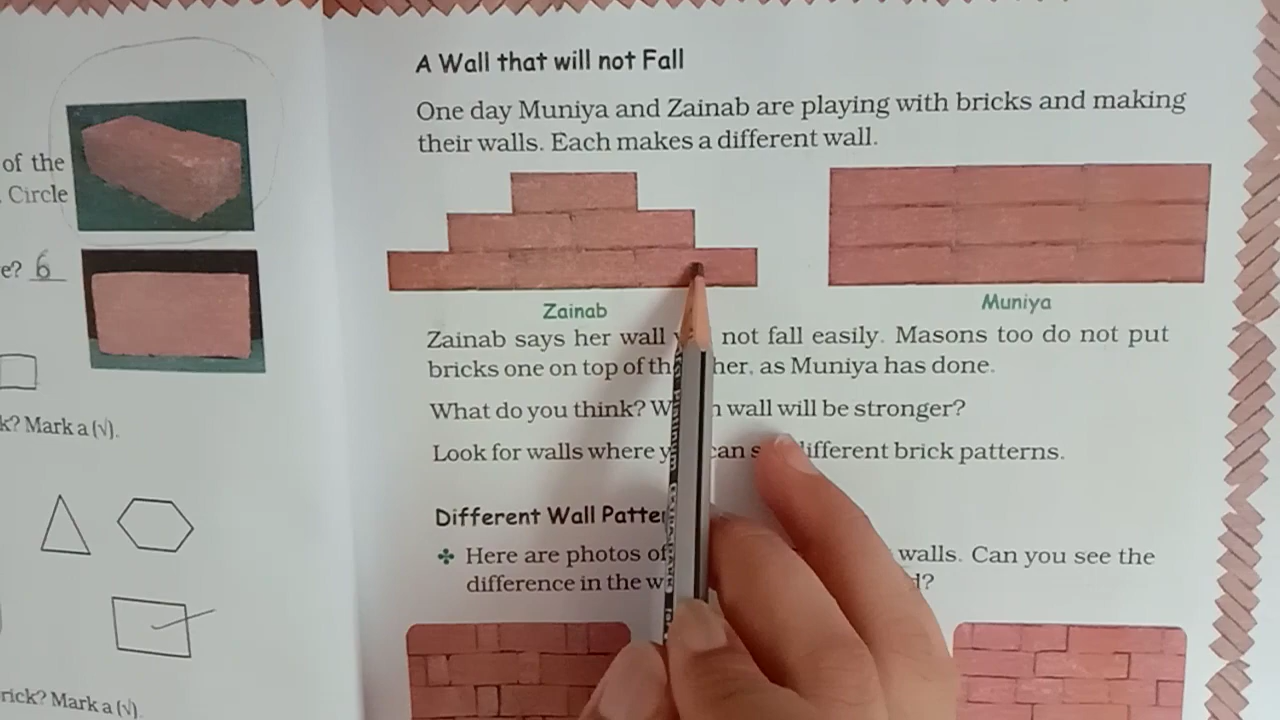 of the
. Circle
e? 6
k? Mark a (√).
rick? Mark a (√).
A Wall that will not Fall
One day Muniya and Zainab are playing with bricks and making
their walls. Each makes a different wall.
Zainab
Muniya
Zainab says her wall not fall easily. Masons too do not put
bricks one on top of th her, as Muniya has done.
What do you think? W wall will be stronger?
Look for walls where y an s different brick patterns.
Different Wall Patte
Here are photos of walls. Can you see the
difference in the w